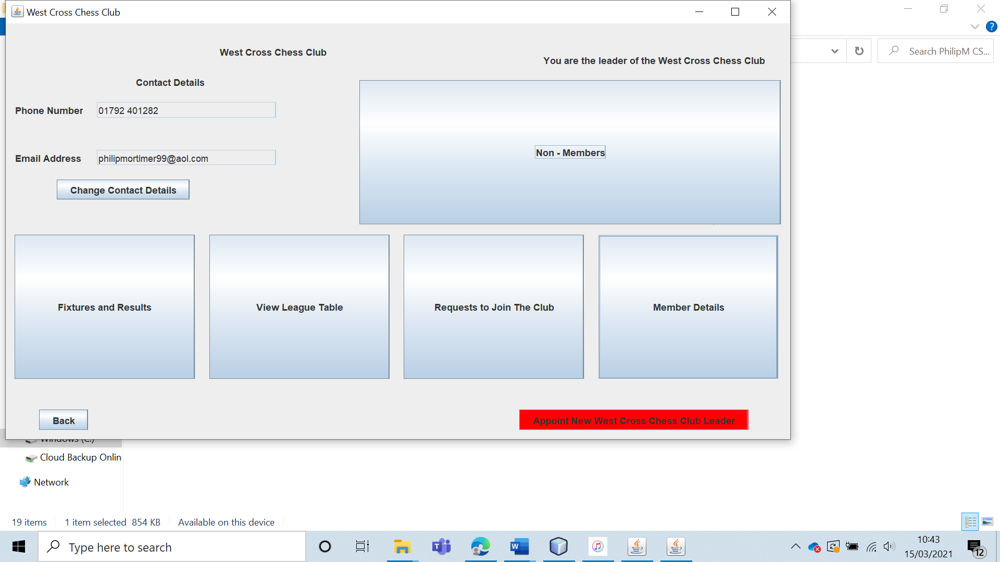 West Cross Chess Club
West Cross Chess Club
You are the leader of the West Cross Chess Club
Contact Details
Phone Number 01792 401282
Email Address philipmortimer99@aol.com
Change Contact Details
Non - Members
Fixtures and Results
View League Table
Requests to Join The Club
Member Details
Back
Appoint New West Cross Chess Club Leader
?
Search PhilipM CS...
Windows (C:)
Cloud Backup Onlin
Network
19 items 1 item selected 854 KB Available on this device
Type here to search
T
W
10:43
15/03/2021
12